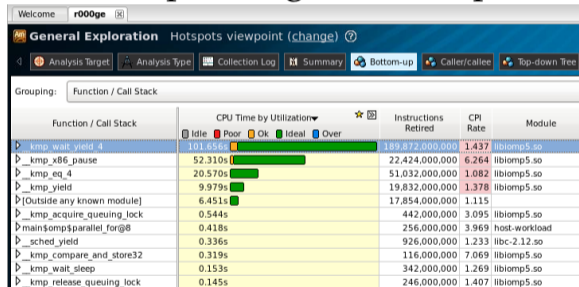 Welcome r000ge
General Exploration Hotspots viewpoint (change)
Analysis Target Analysis Type Collection Log Summary Bottom-up Caller/callee Top-down Tree
Grouping: Function / Call Stack
Function / Call Stack CPU Time by Utilization Instructions Retired CPI Rate Module
Idle Poor Ok Ideal Over
__kmp_wait_yield_4 101.656s 189,872,000,000 1.437 libiomp5.so
__kmp_x86_pause 52.310s 22,424,000,000 6.264 libiomp5.so
__kmp_eq_4 20.570s 51,032,000,000 1.082 libiomp5.so
__kmp_yield 9.979s 19,832,000,000 1.378 libiomp5.so
[Outside any known module] 6.451s 17,854,000,000 1.115
__kmp_acquire_queuing_lock 0.544s 442,000,000 3.095 libiomp5.so
main$omp$parallel_for@8 0.418s 256,000,000 3.969 host-workload
__sched_yield 0.336s 926,000,000 1.233 libc-2.12.so
__kmp_compare_and_store32 0.319s 116,000,000 7.069 libiomp5.so
__kmp_wait_sleep 0.153s 342,000,000 1.269 libiomp5.so
__kmp_release_queuing_lock 0.145s 246,000,000 1.407 libiomp5.so